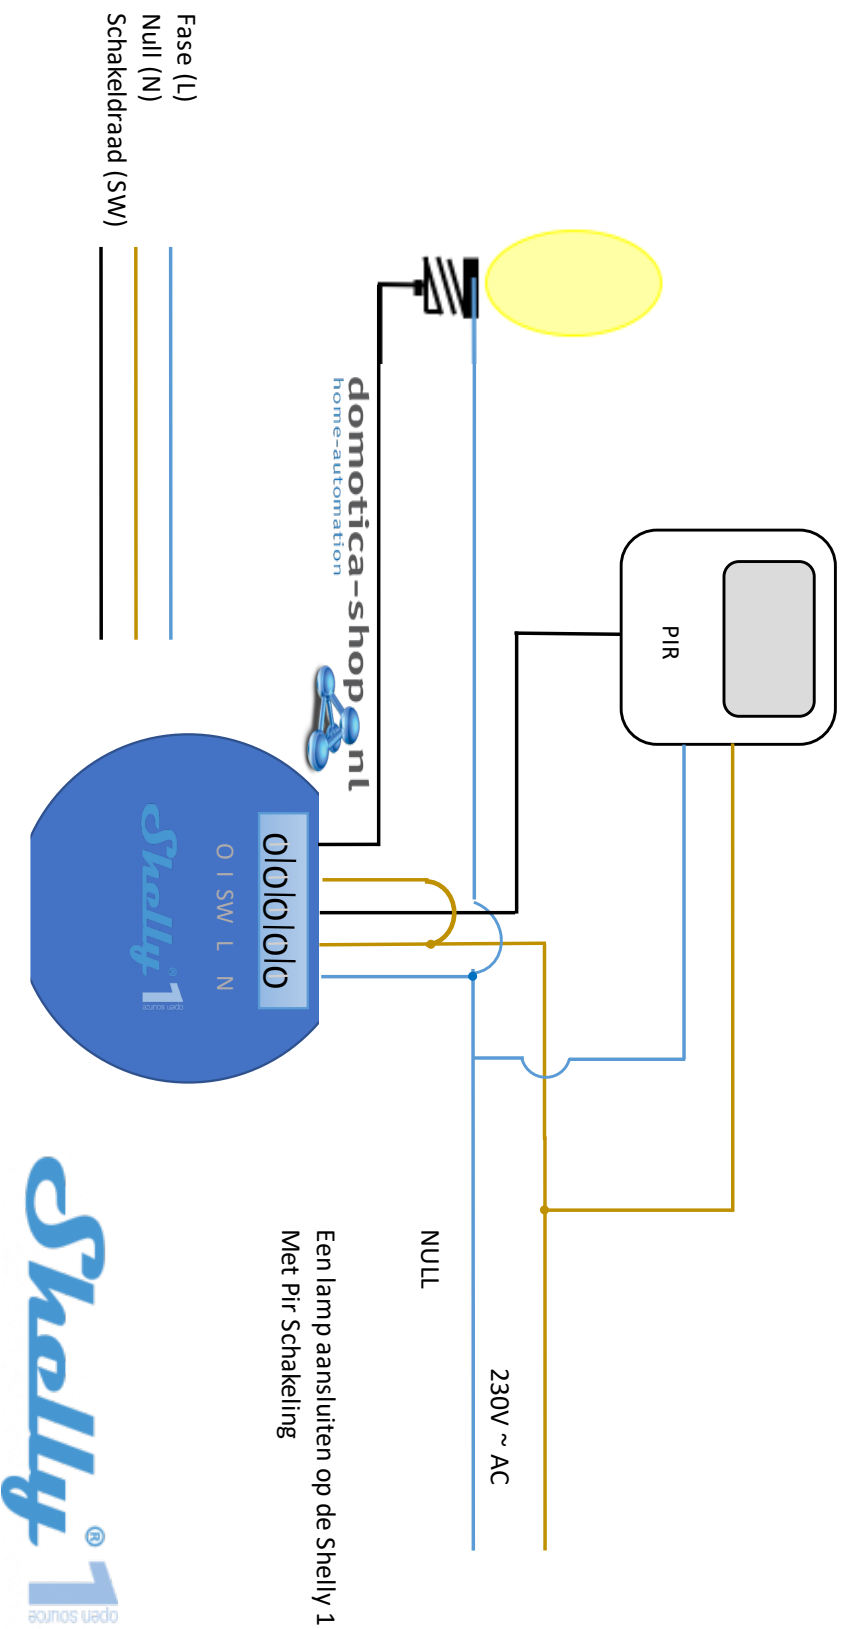 Fase (L)
Null (N)
Schakeldraad (SW)
domotica-shop.nl
home-automation
PIR
O I SW L N
Shelly®1
open source
NULL
230V ~ AC
Een lamp aansluiten op de Shelly 1
Met Pir Schakeling
Shelly®1
open source